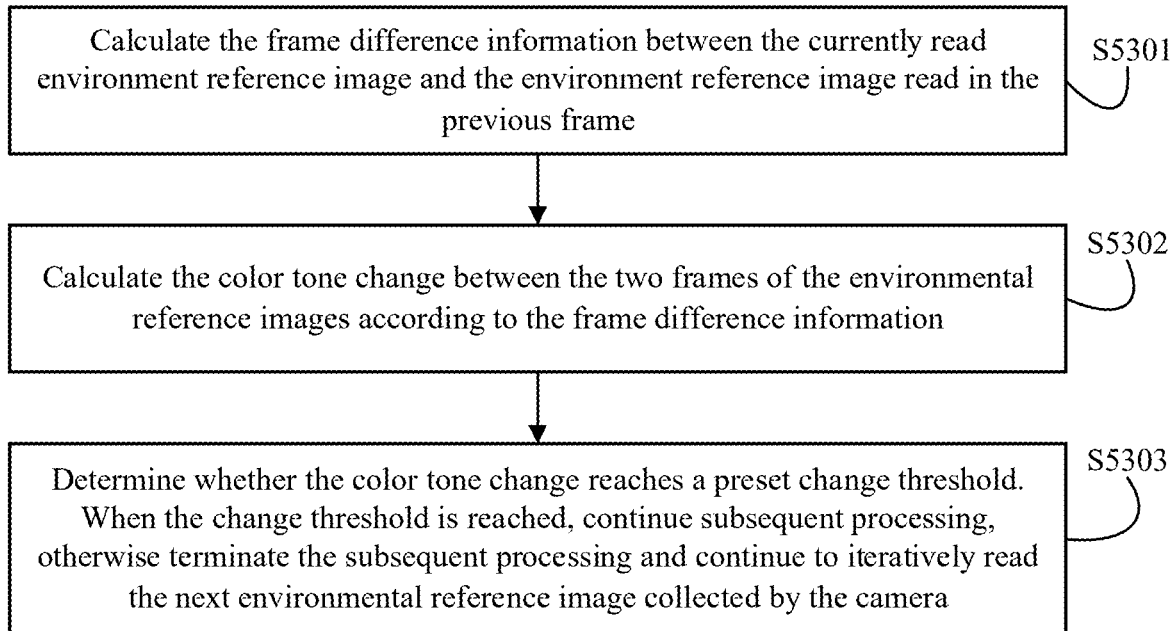 Calculate the frame difference information between the currently read
environment reference image and the environment reference image read in the
previous frame
S5301
Calculate the color tone change between the two frames of the environmental
reference images according to the frame difference information
S5302
Determine whether the color tone change reaches a preset change threshold.
When the change threshold is reached, continue subsequent processing,
otherwise terminate the subsequent processing and continue to iteratively read
the next environmental reference image collected by the camera
S5303